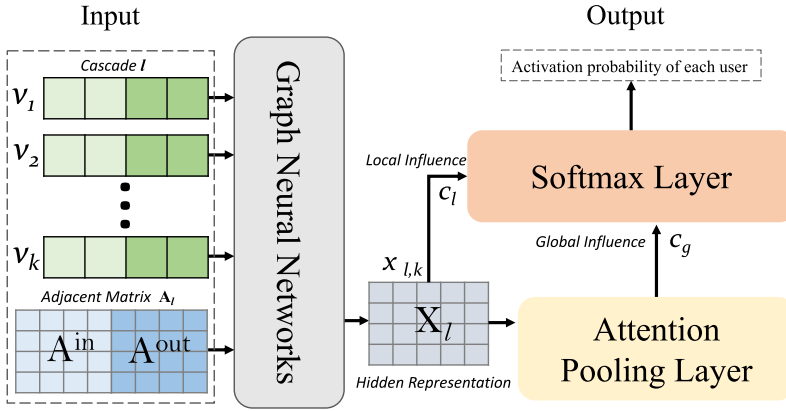 Input
Output
Cascade l
v1
v2
vk
Adjacent Matrix Al
Ain
Aout
Graph Neural Networks
Local Influence
cl
x l,k
Xl
Hidden Representation
Activation probability of each user
Softmax Layer
Global Influence
cg
Attention
Pooling Layer